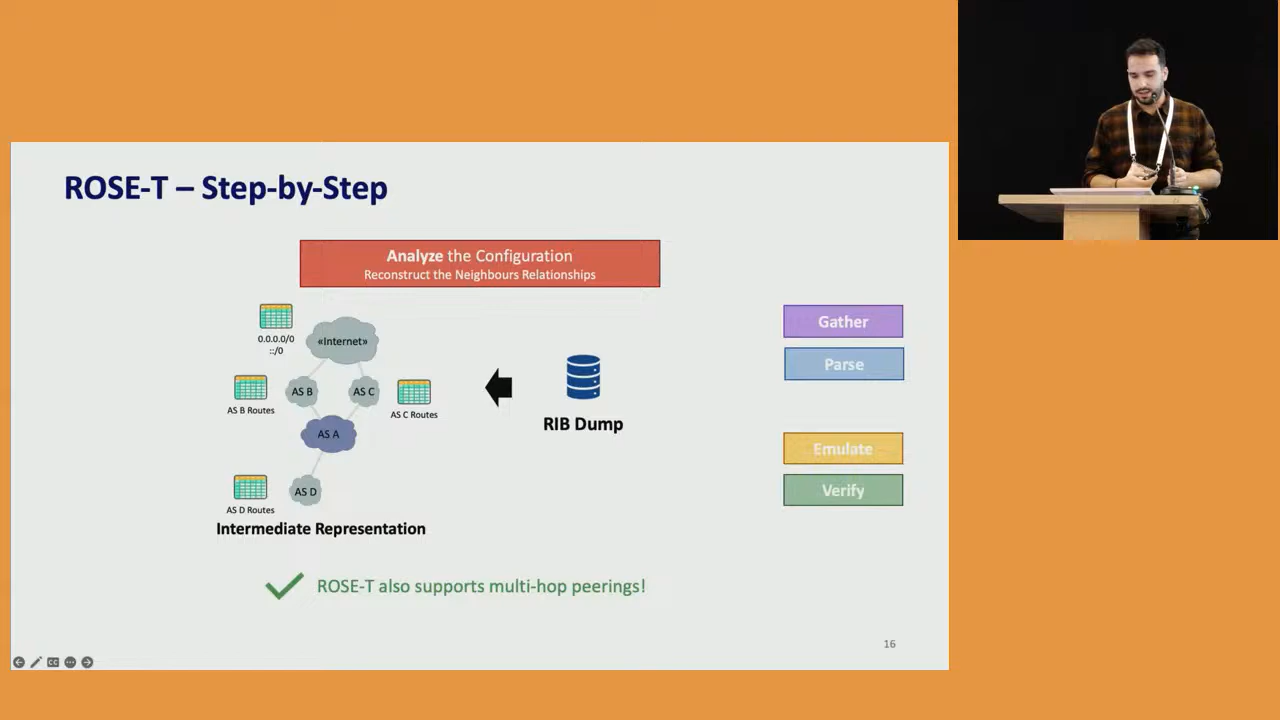 ROSE-T – Step-by-Step
Analyze the Configuration
Reconstruct the Neighbours Relationships
0.0.0.0/0
::/0
«Internet»
AS B
AS C
AS B Routes
AS C Routes
AS A
AS D
AS D Routes
Intermediate Representation
RIB Dump
Gather
Parse
Emulate
Verify
ROSE-T also supports multi-hop peerings!
16
CC